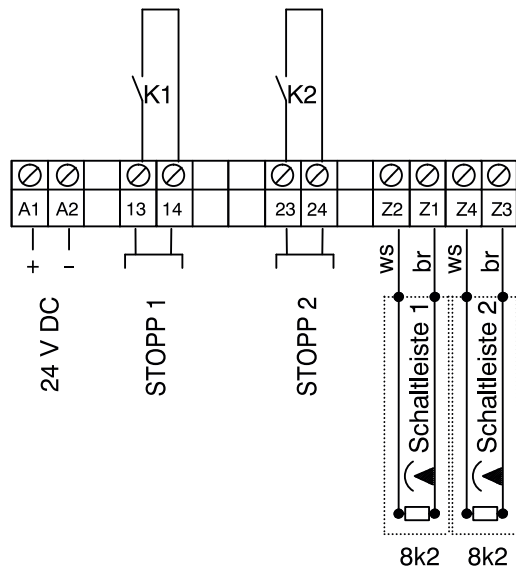 K1
K2
A1 A2 13 14 23 24 Z2 Z1 Z4 Z3
+ -
24 V DC
STOPP 1
STOPP 2
ws br ws br
Schaltleiste 1
Schaltleiste 2
8k2 8k2